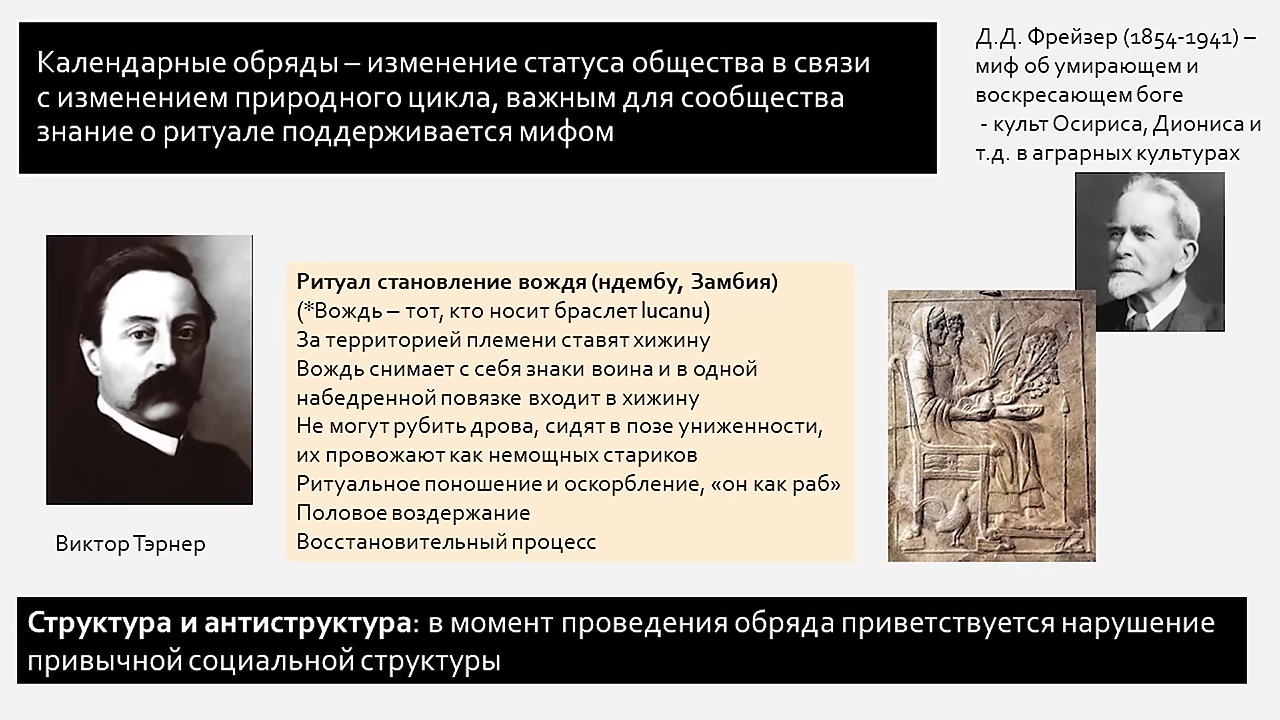 Календарные обряды – изменение статуса общества в связи
с изменением природного цикла, важным для сообщества
знание о ритуале поддерживается мифом
Д.Д. Фрейзер (1854-1941) –
миф об умирающем и
воскресающем боге
- культ Осириса, Диониса и
т.д. в аграрных культурах
Ритуал становление вождя (ндембу, Замбия)
(*Вождь – тот, кто носит браслет lucanu)
За территорией племени ставят хижину
Вождь снимает с себя знаки воина и в одной
набедренной повязке входит в хижину
Не могут рубить дрова, сидят в позе униженности,
их провожают как немощных стариков
Ритуальное поношение и оскорбление, «он как раб»
Половое воздержание
Восстановительный процесс
Виктор Тэрнер
Структура и антиструктура: в момент проведения обряда приветствуется нарушение
привычной социальной структуры